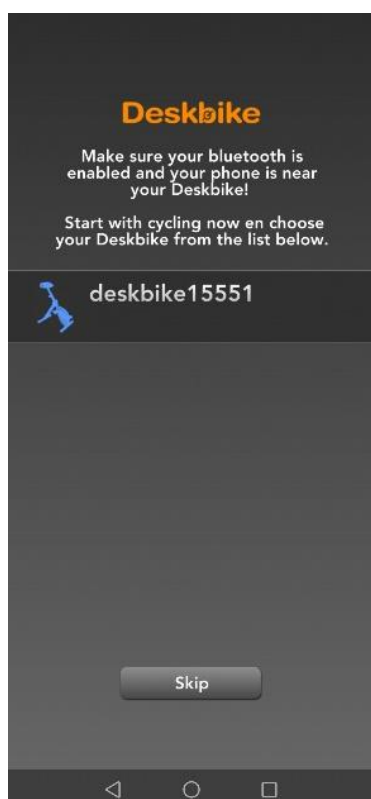 Deskbike
Make sure your bluetooth is
enabled and your phone is near
your Deskbike!
Start with cycling now en choose
your Deskbike from the list below.
deskbike15551
Skip